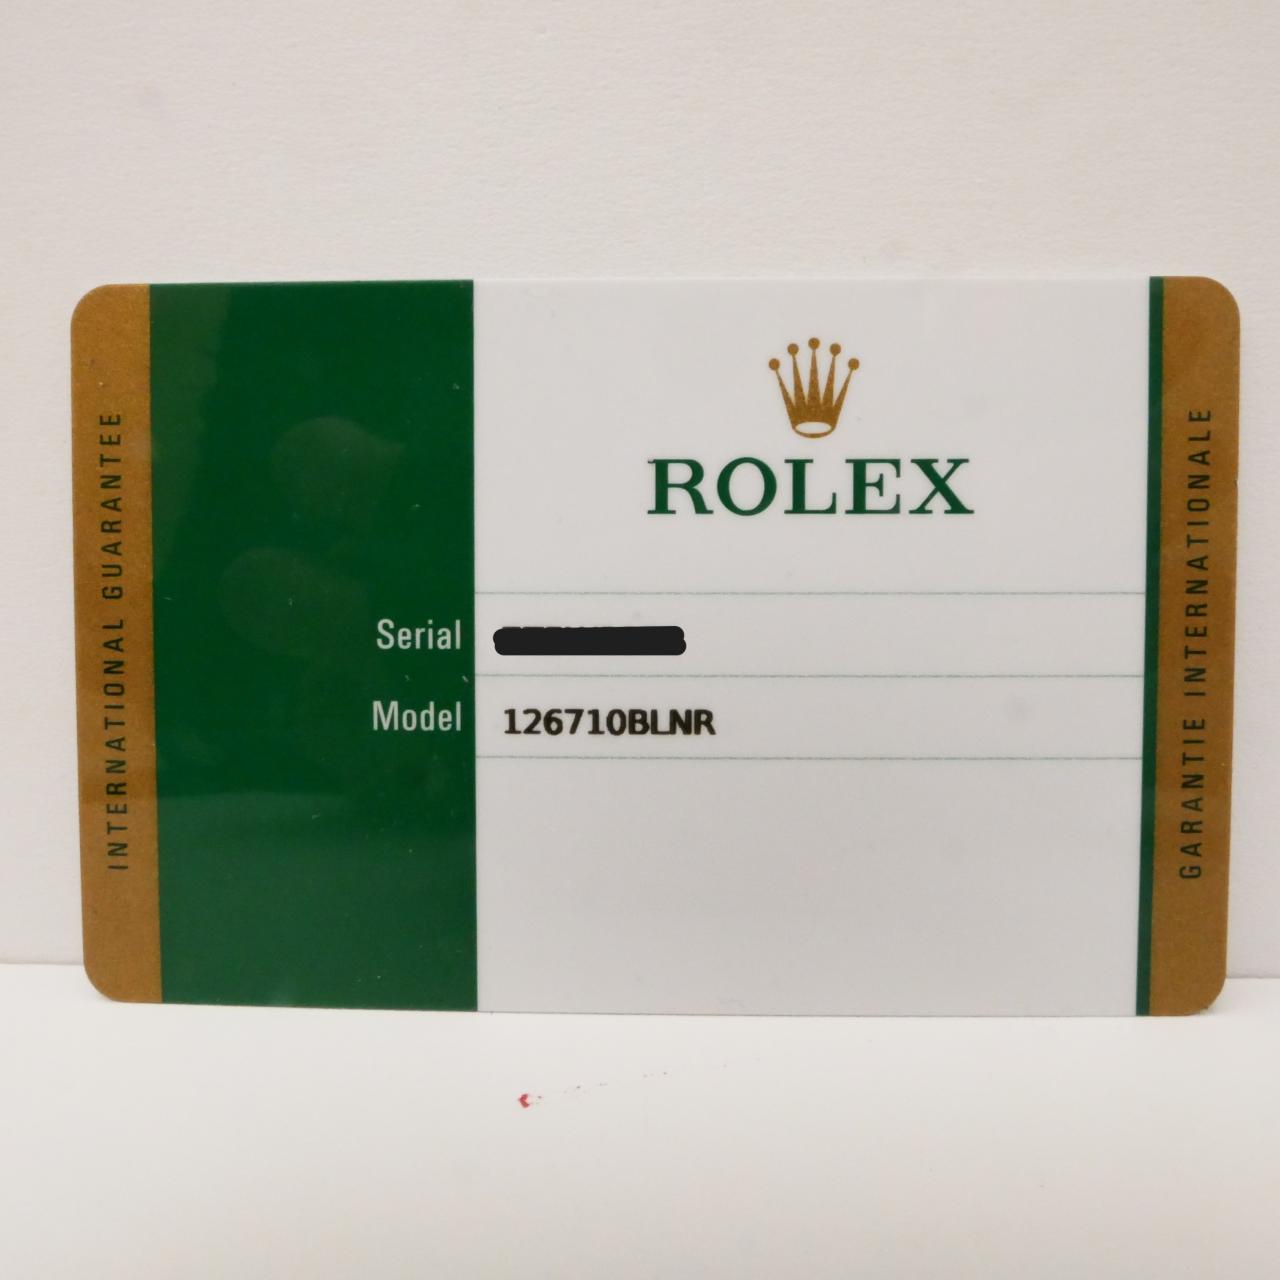 INTERNATIONAL GUARANTEE
ROLEX
Serial
Model 126710BLNR
GARANTIE INTERNATIONALE